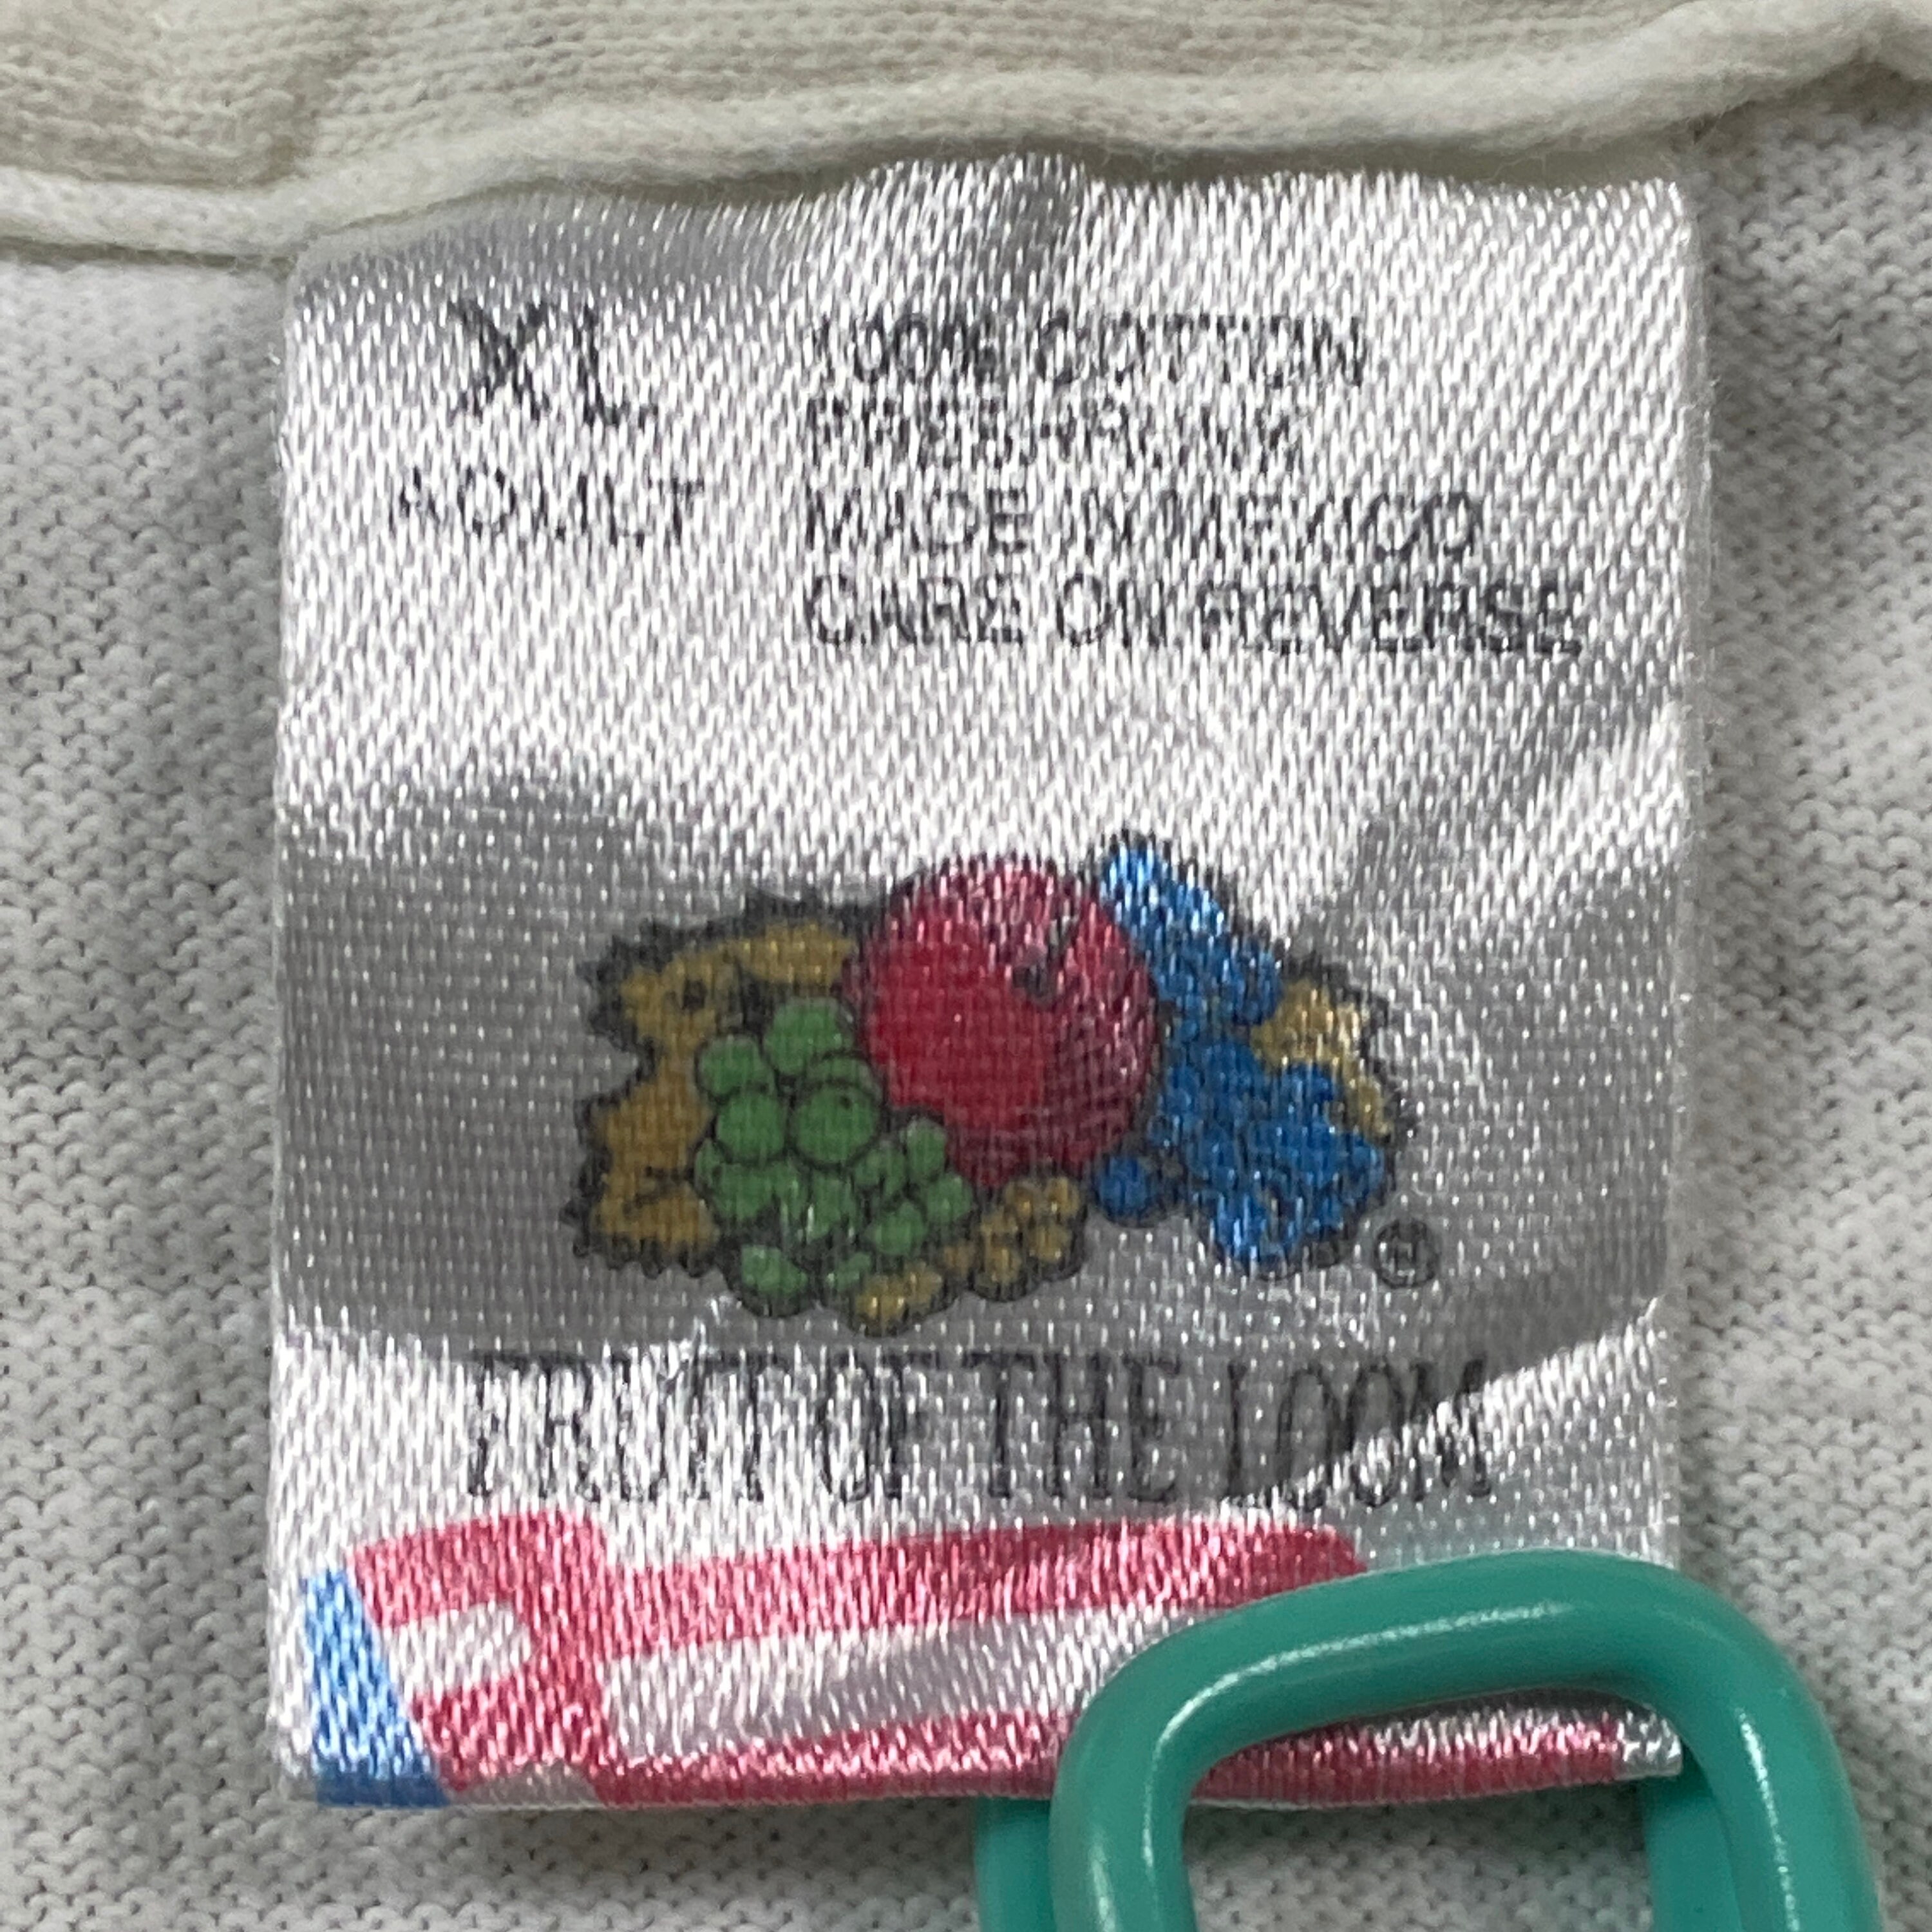 XL
ADULT
100% COTTON
PRESHRUNK
MADE IN MEXICO
CARE ON REVERSE
®
FRUIT OF THE LOOM